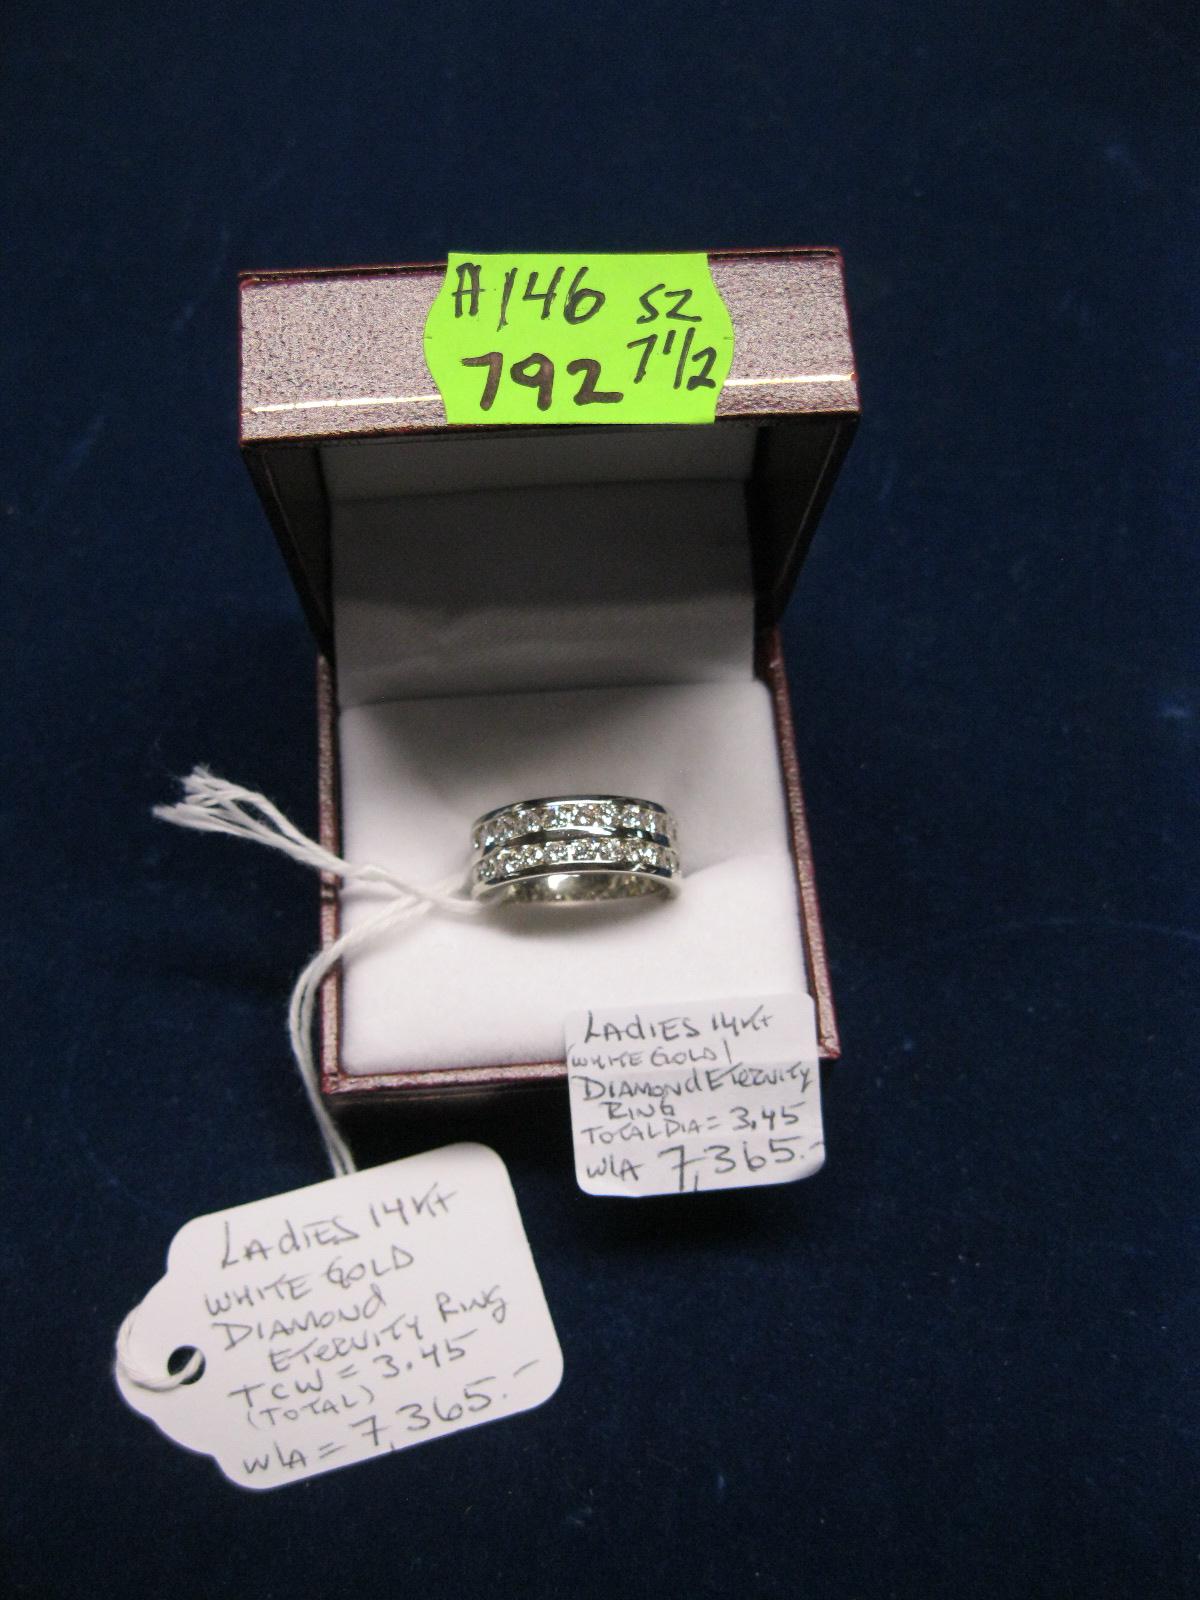 A146 SZ
792 7 1/2
LADIES 14Kt
WHITE GOLD
DIAMOND ETERNITY
RING
TOTAL DIA = 3.45
W/A 7,365.-
LADIES 14Kt
WHITE GOLD
DIAMOND
ETERNITY RING
TCW = 3.45
(TOTAL)
W/A = 7,365.-